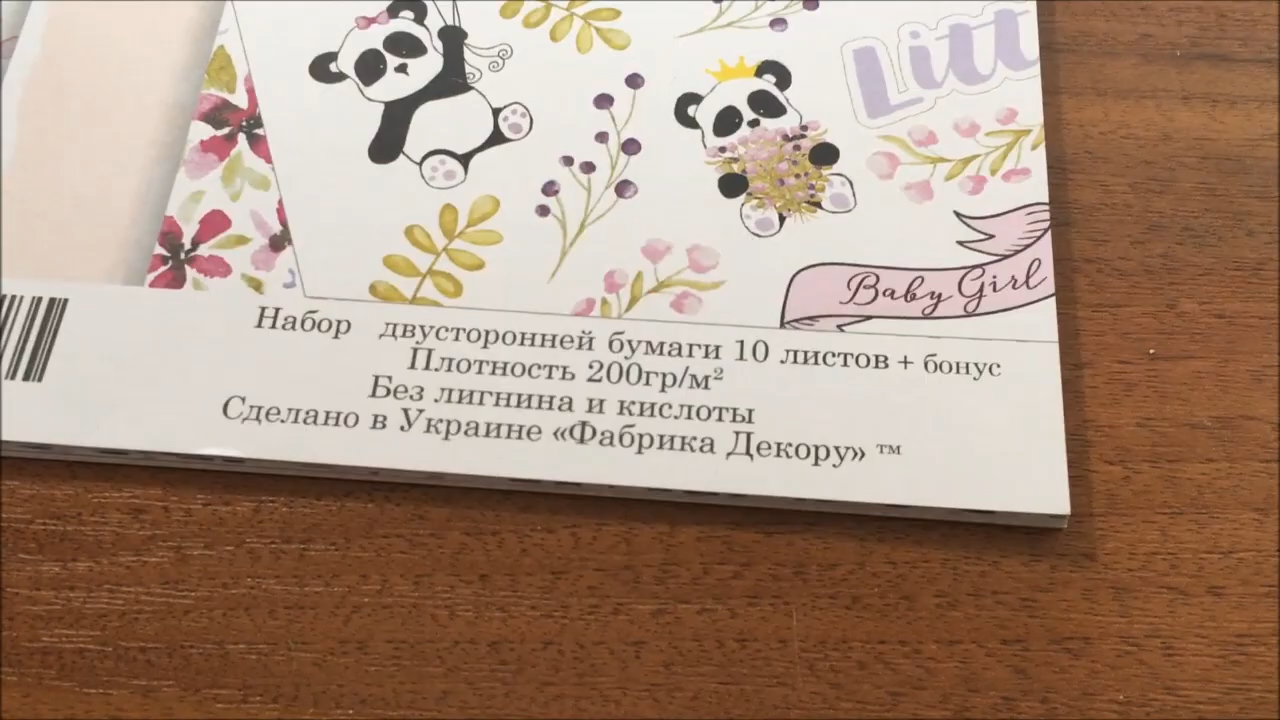 Litt
Baby Girl
Набор двусторонней бумаги 10 листов + бонус
Плотность 200гр/м²
Без лигнина и кислоты
Сделано в Украине «Фабрика Декору» ™